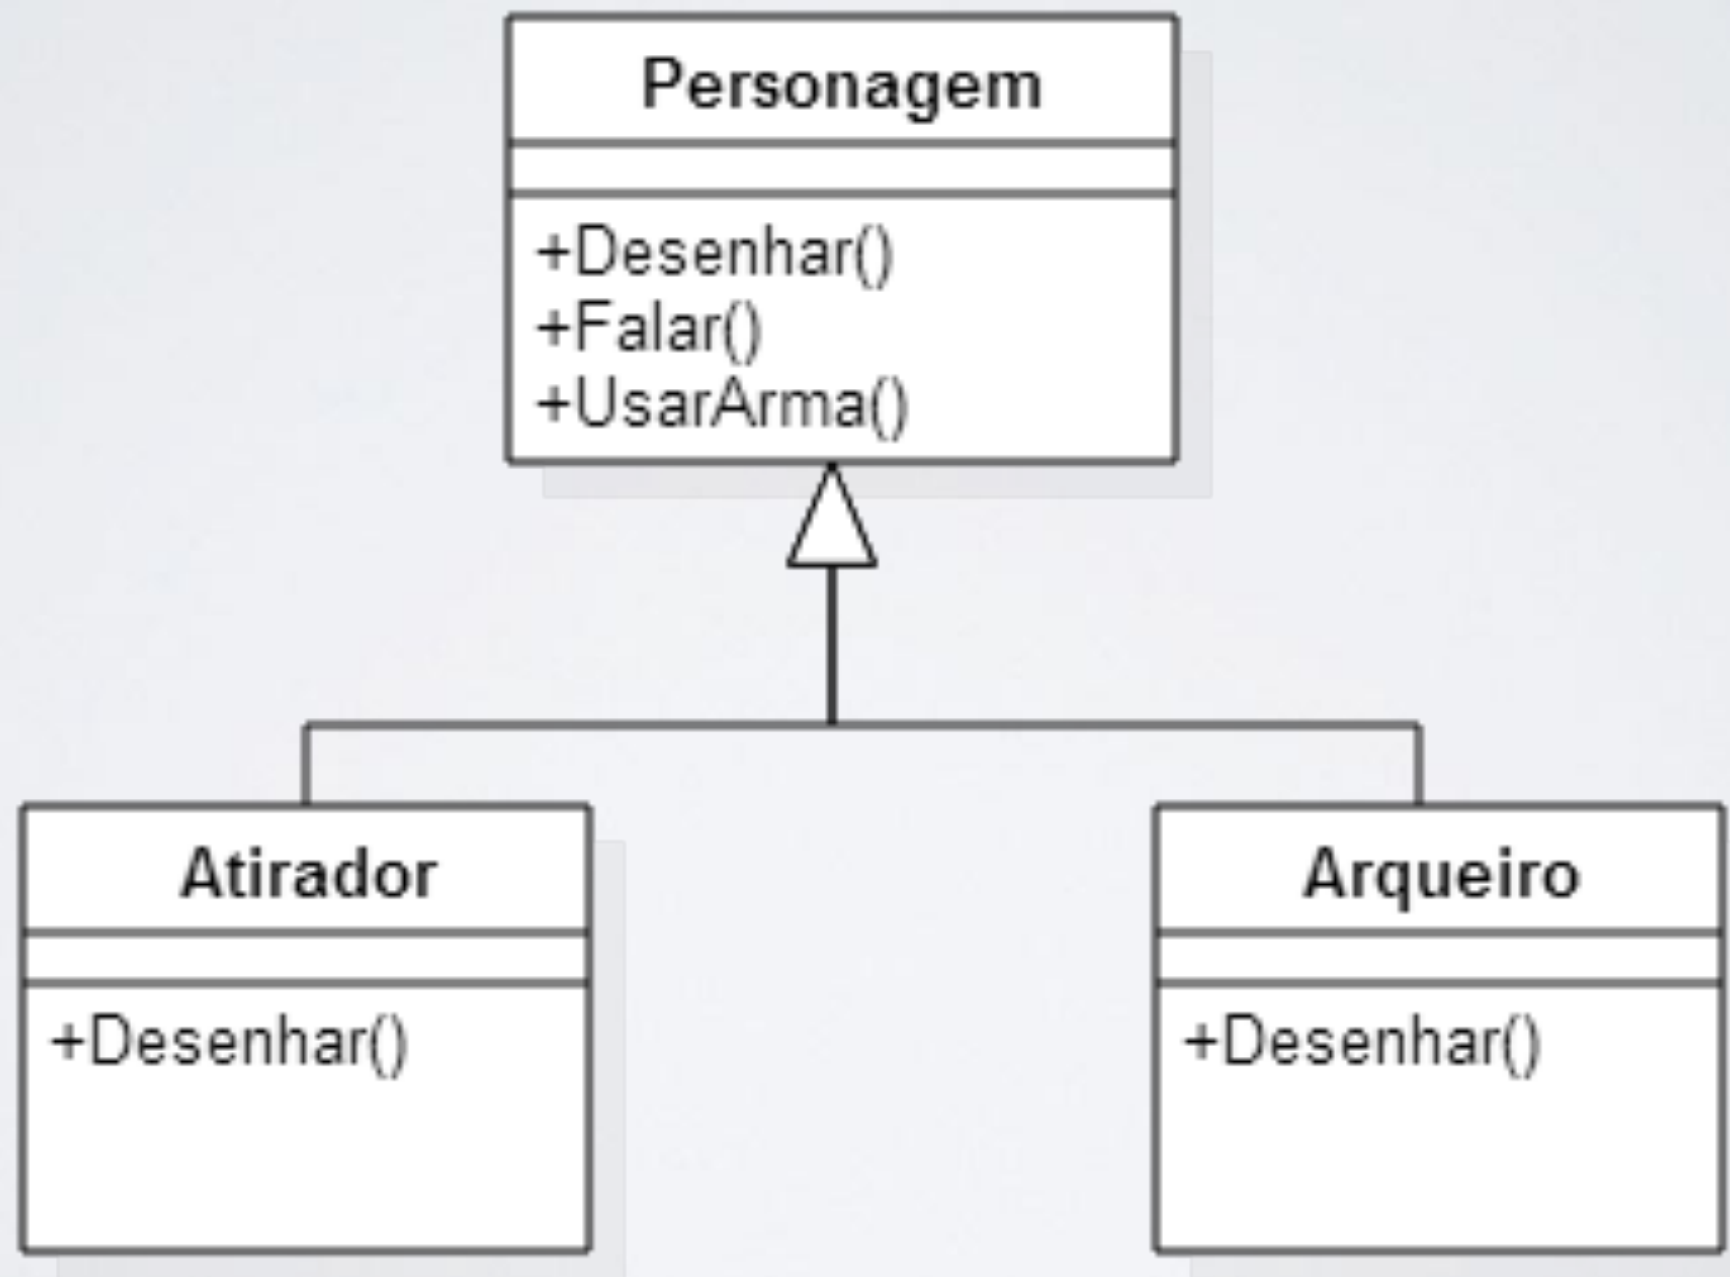 Personagem
+Desenhar()
+Falar()
+UsarArma()
Atirador
+Desenhar()
Arqueiro
+Desenhar()